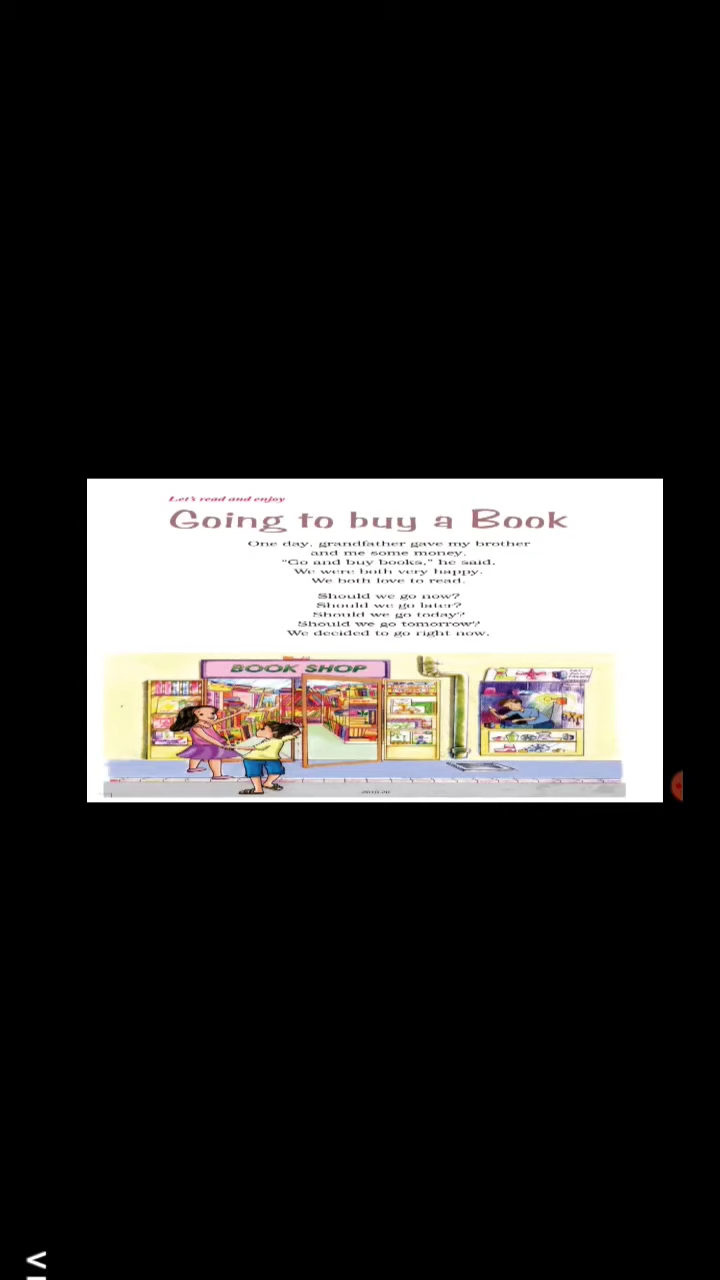 Let's read and enjoy
Going to buy a Book
One day, grandfather gave my brother
and me some money.
"Go and buy books," he said.
We were both very happy.
We both love to read.
Should we go now?
Should we go later?
Should we go today?
Should we go tomorrow?
We decided to go right now.
BOOK SHOP